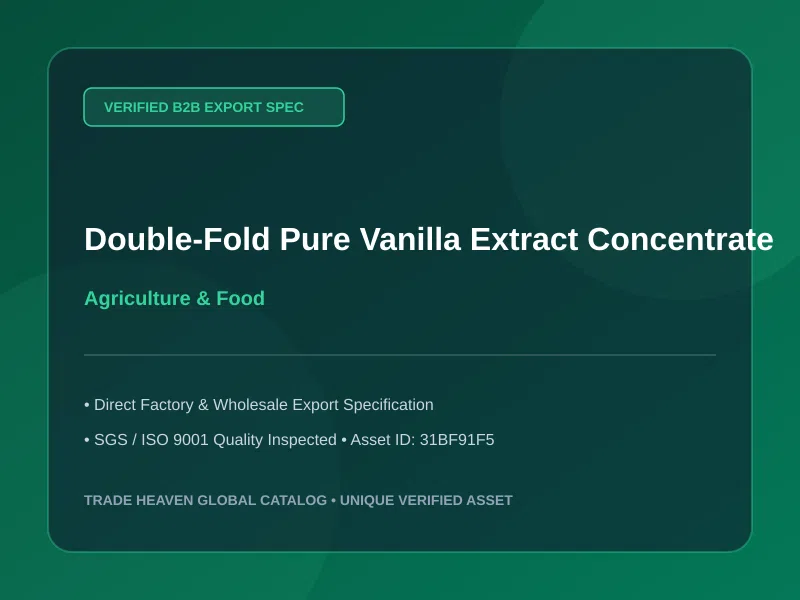 VERIFIED B2B EXPORT SPEC
Double-Fold Pure Vanilla Extract Concentrate
Agriculture & Food
• Direct Factory & Wholesale Export Specification
• SGS / ISO 9001 Quality Inspected • Asset ID: 31BF91F5
TRADE HEAVEN GLOBAL CATALOG • UNIQUE VERIFIED ASSET